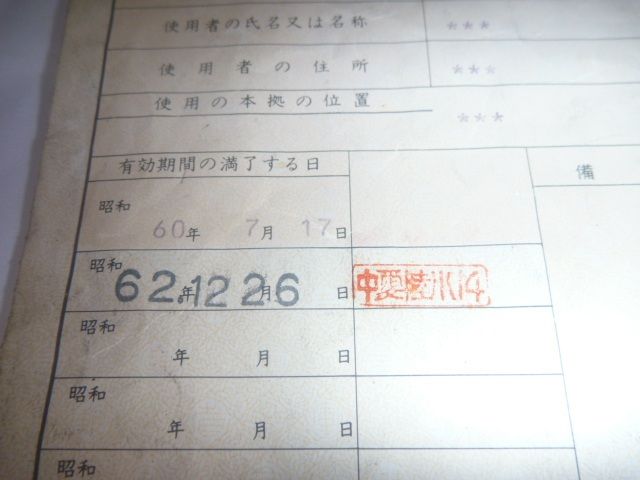 使用者の氏名又は名称 ***
使用者の住所 ***
使用の本拠の位置 ***
有効期間の満了する日 備
昭和 60年 7月 17日
昭和 62年12月26日
昭和 年 月 日
昭和 年 月 日
昭和